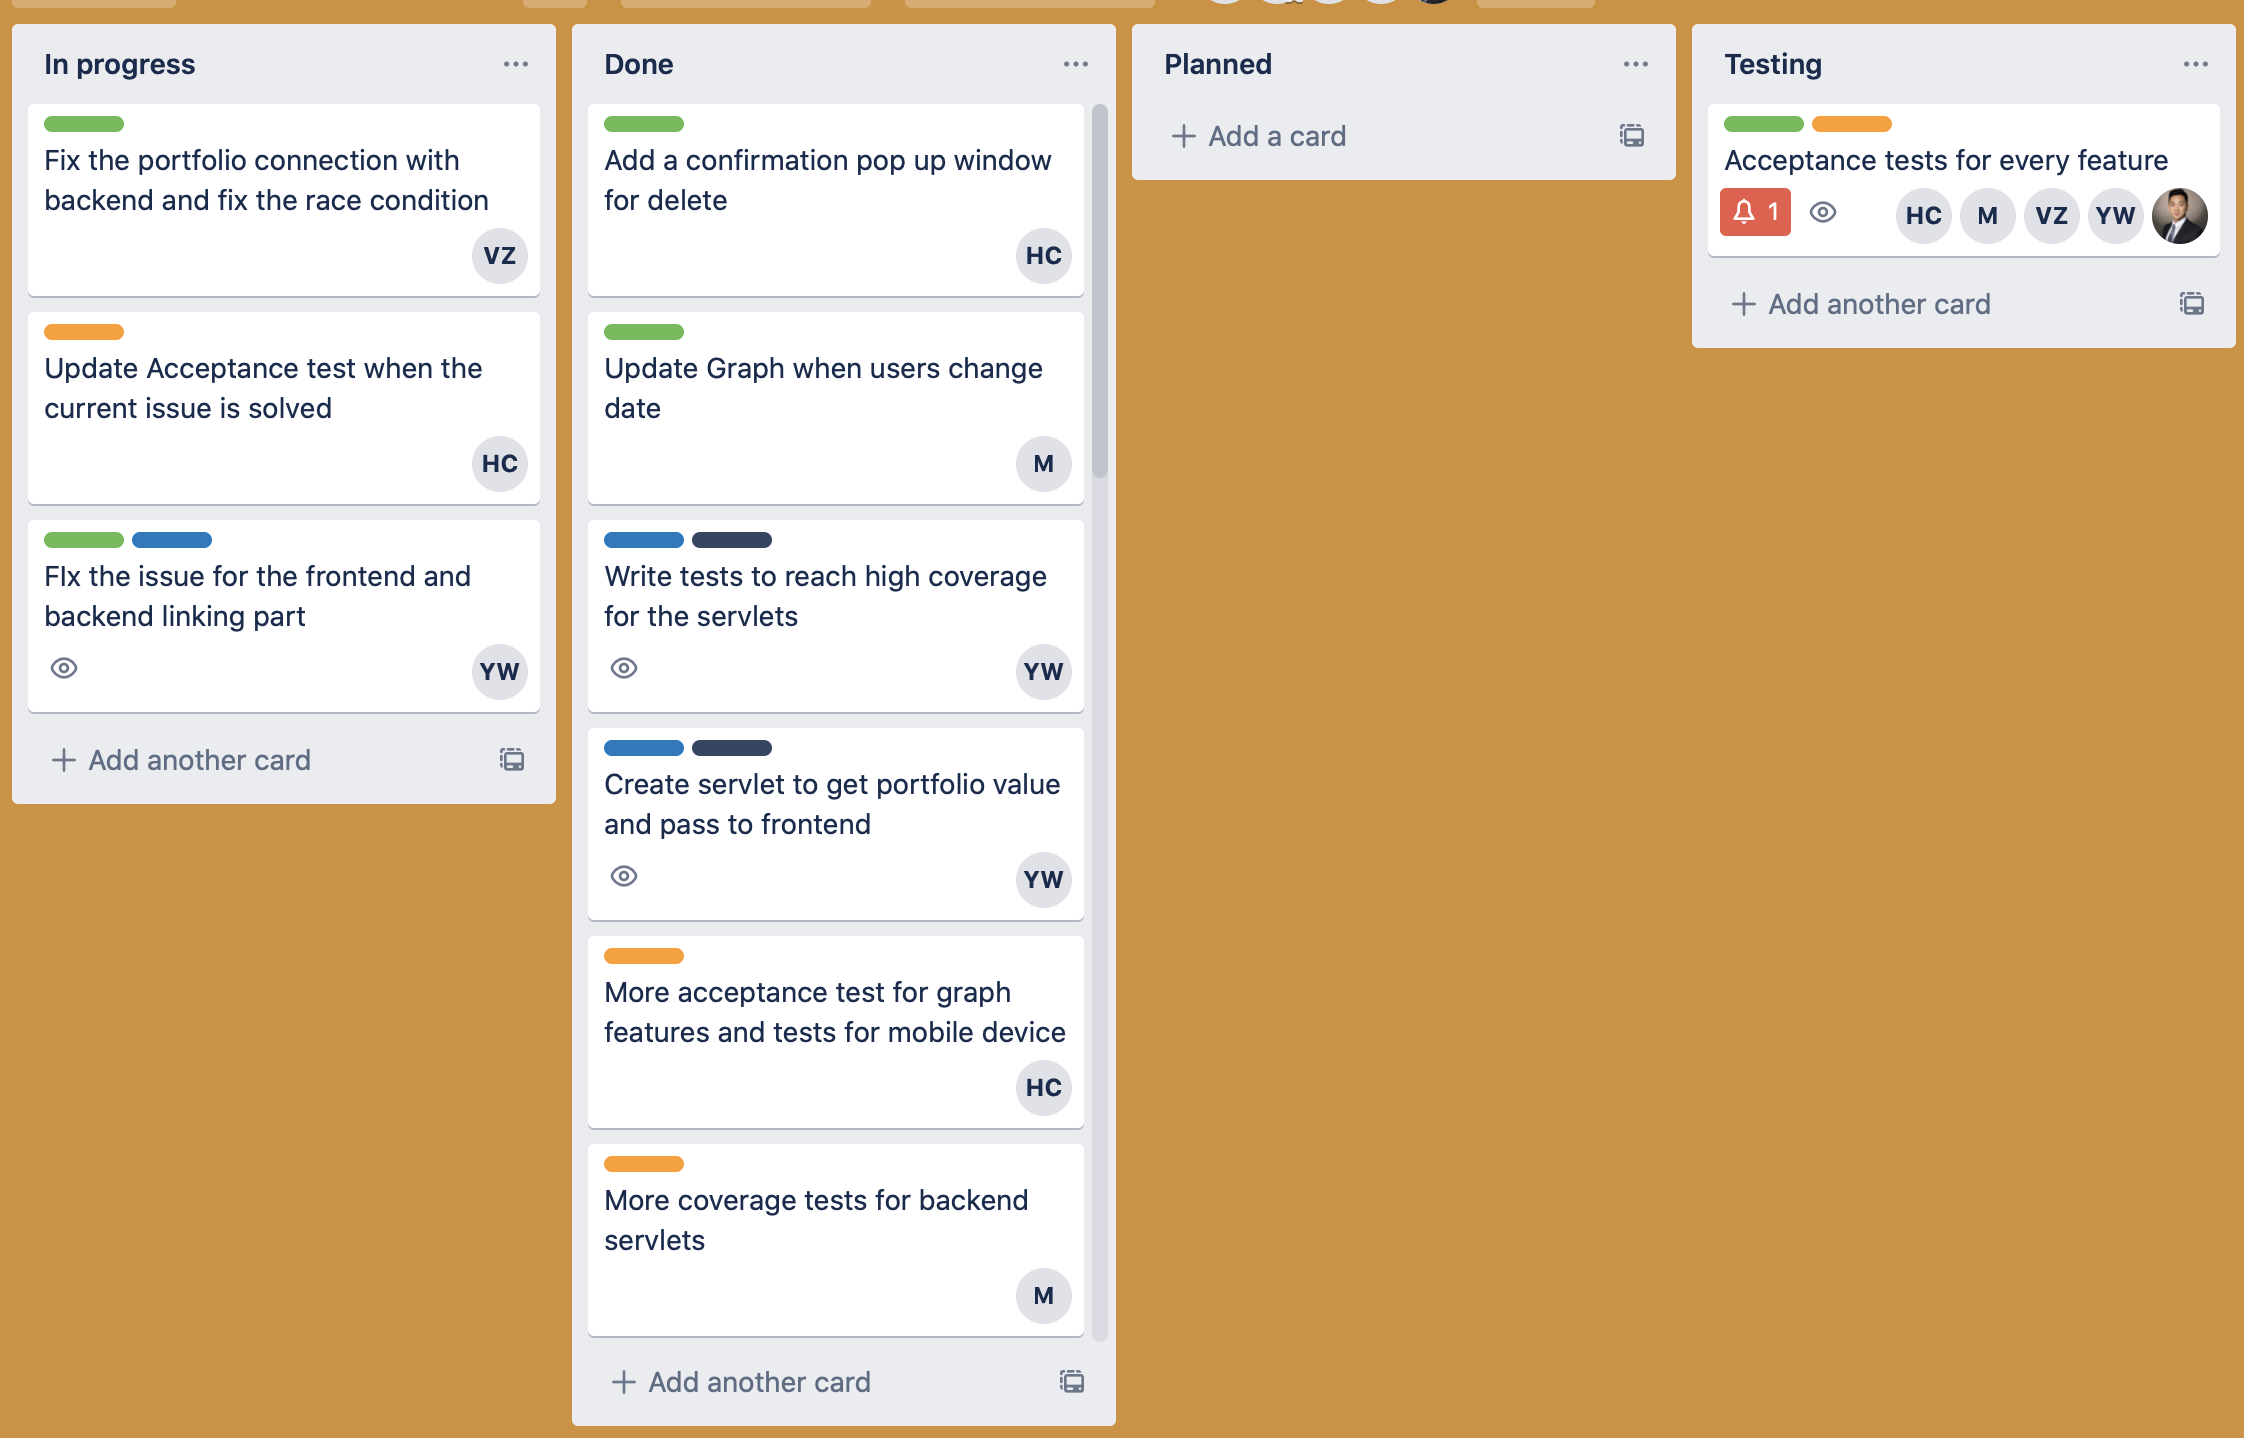 In progress
Fix the portfolio connection with
backend and fix the race condition
VZ
Update Acceptance test when the
current issue is solved
HC
FIx the issue for the frontend and
backend linking part
YW
Add another card
Done
Add a confirmation pop up window
for delete
HC
Update Graph when users change
date
M
Write tests to reach high coverage
for the servlets
YW
Create servlet to get portfolio value
and pass to frontend
YW
More acceptance test for graph
features and tests for mobile device
HC
More coverage tests for backend
servlets
M
Add another card
Planned
Add a card
Testing
Acceptance tests for every feature
1 HC M VZ YW
Add another card